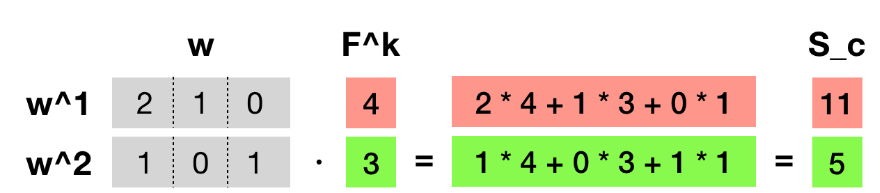 w F^k S_c
w^1 2 1 0 4 2 * 4 + 1 * 3 + 0 * 1 11
w^2 1 0 1 · 3 = 1 * 4 + 0 * 3 + 1 * 1 = 5